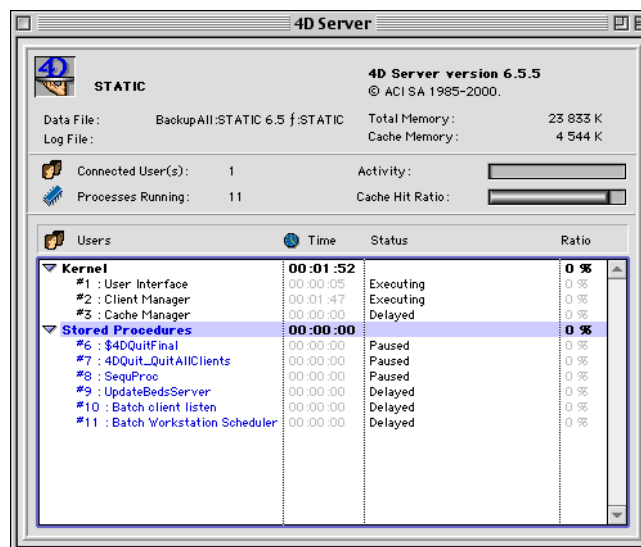 4D Server
4D
STATIC
4D Server version 6.5.5
© ACI SA 1985-2000.
Data File: BackupAll:STATIC 6.5 ƒ:STATIC
Total Memory: 23 833 K
Log File:
Cache Memory: 4 544 K
Connected User(s): 1
Activity:
Processes Running: 11
Cache Hit Ratio:
Users Time Status Ratio
Kernel 00:01:52 0 %
#1 : User Interface 00:00:05 Executing 0 %
#2 : Client Manager 00:01:47 Executing 0 %
#3 : Cache Manager 00:00:00 Delayed 0 %
Stored Procedures 00:00:00 0 %
#6 : $4DQuitFinal 00:00:00 Paused 0 %
#7 : 4DQuit_QuitAllClients 00:00:00 Paused 0 %
#8 : SequProc 00:00:00 Paused 0 %
#9 : UpdateBedsServer 00:00:00 Delayed 0 %
#10 : Batch client listen 00:00:00 Delayed 0 %
#11 : Batch Workstation Scheduler 00:00:00 Delayed 0 %